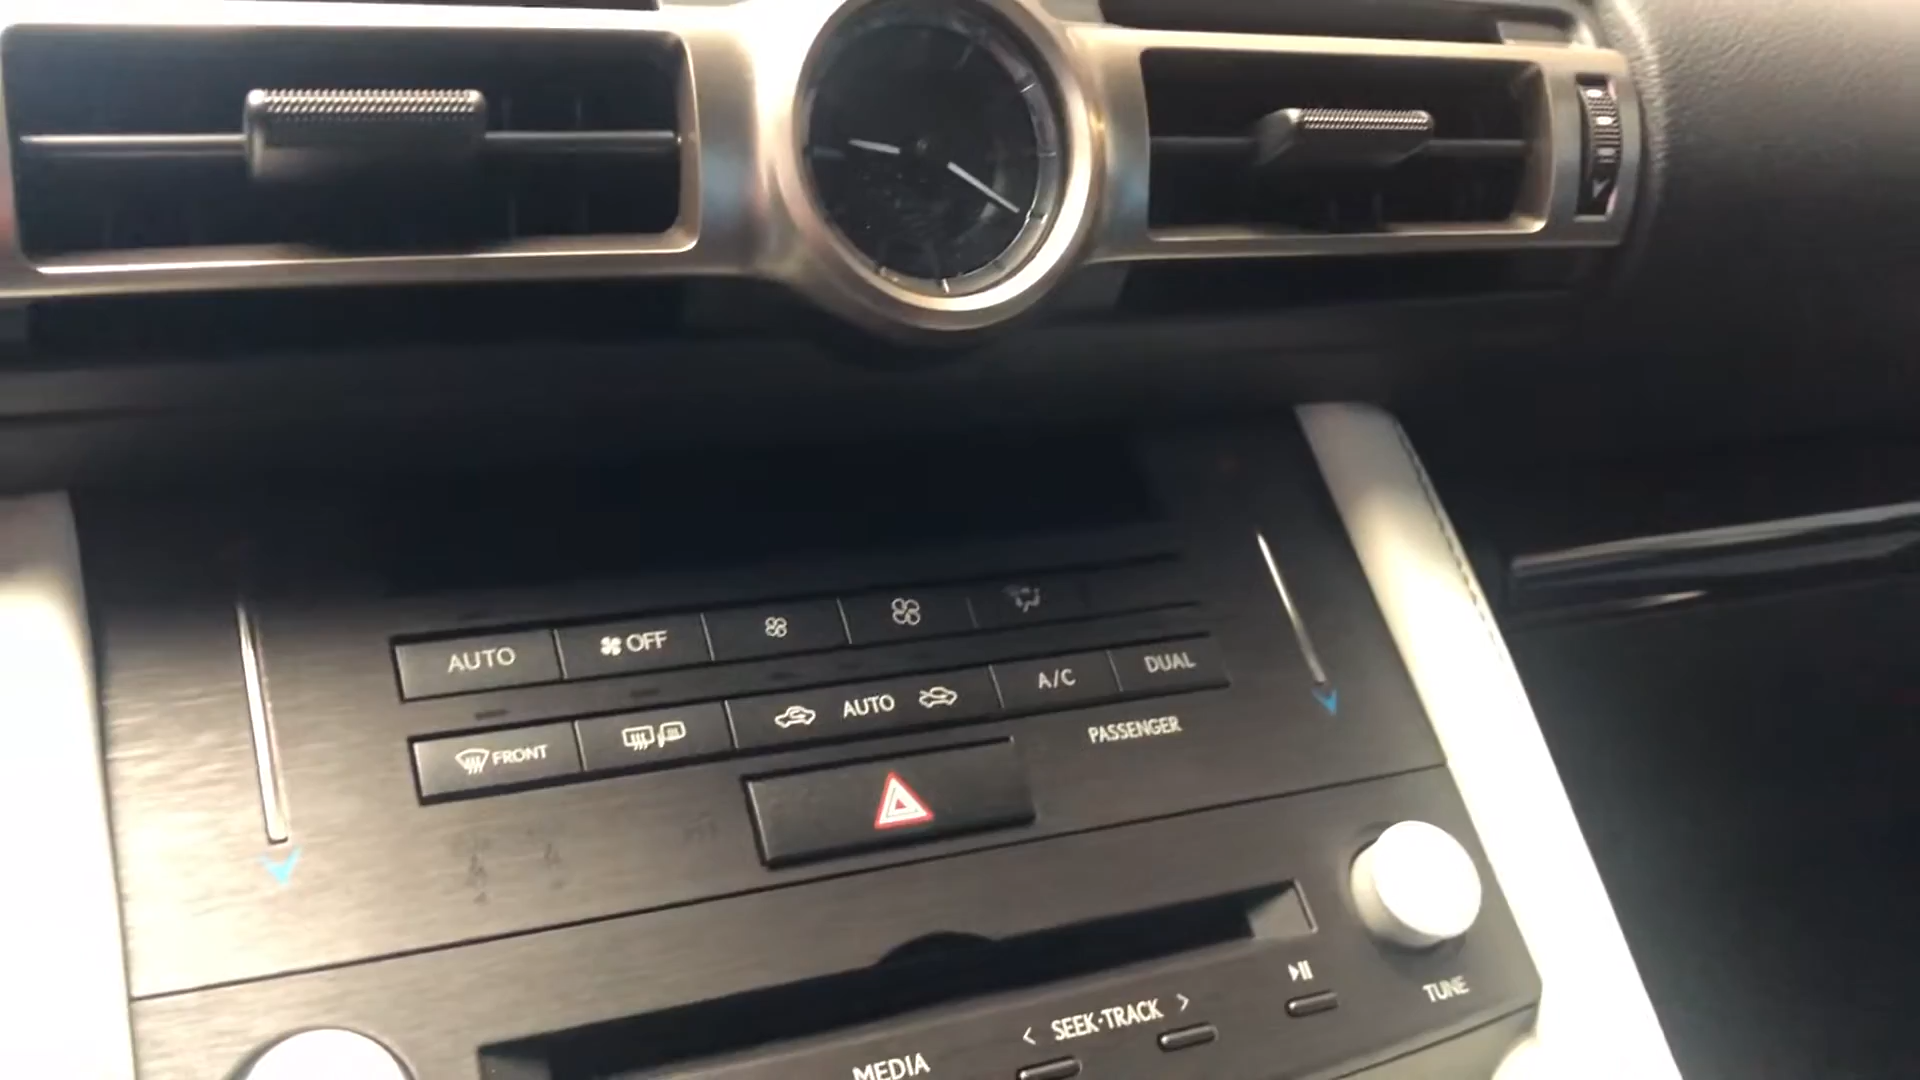 AUTO OFF
FRONT AUTO A/C DUAL
PASSENGER
TUNE
< SEEK·TRACK >
MEDIA